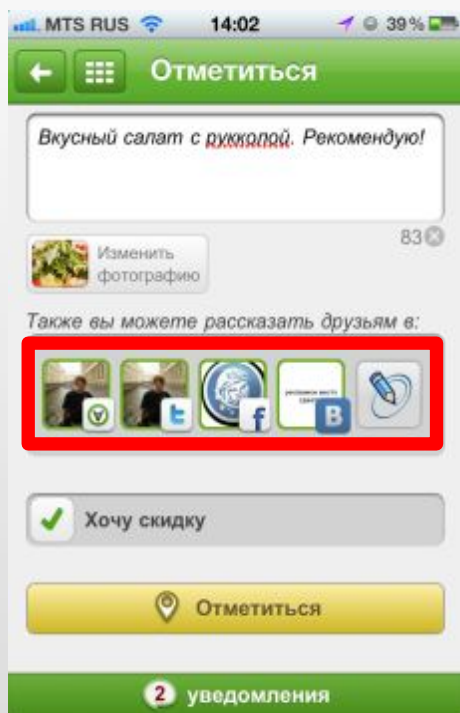 MTS RUS 14:02 39%
Отметиться
Вкусный салат с рукколой. Рекомендую!
83
Изменить
фотографию
Также вы можете рассказать друзьям в:
Хочу скидку
Отметиться
2 уведомления